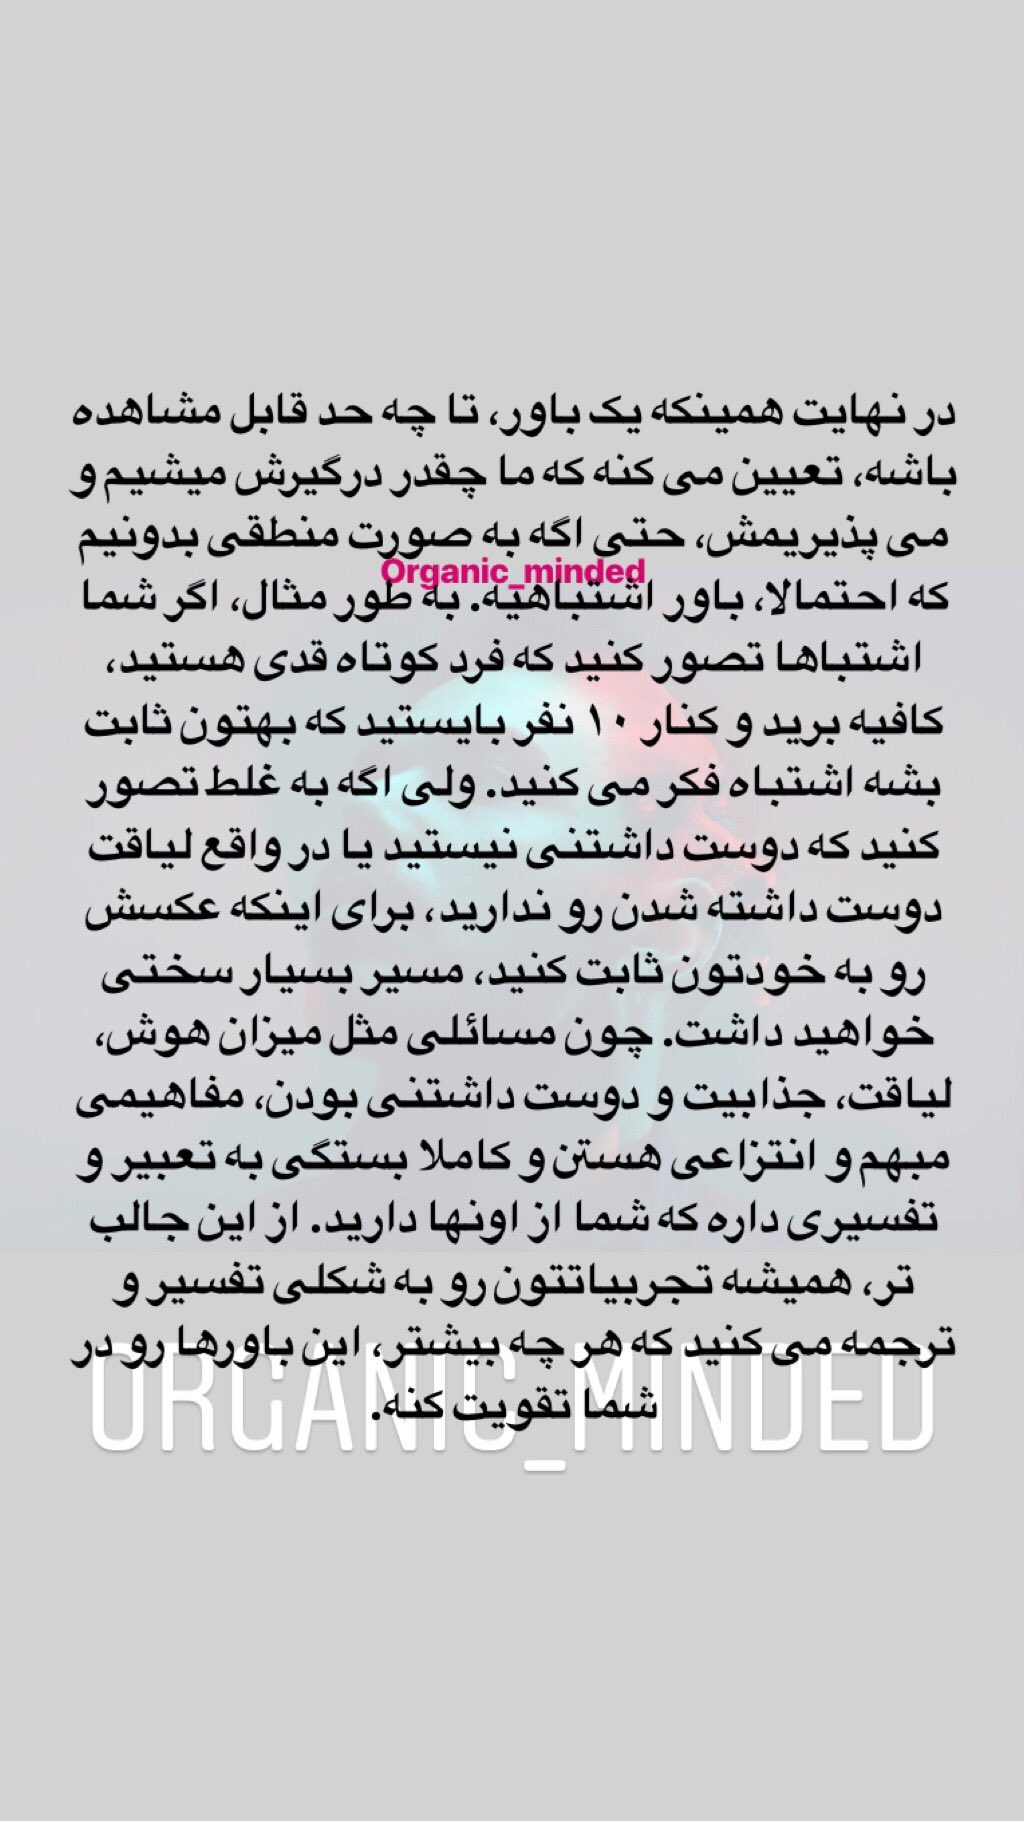 در نهایت همینکه یک باور، تا چه حد قابل مشاهده
باشه، تعیین می کنه که ما چقدر درگیرش میشیم و
می پذیریمش، حتی اگه به صورت منطقی بدونیم
Organic_minded
که احتمالا، باور اشتباهیه. به طور مثال، اگر شما
اشتباها تصور کنید که فرد کوتاه قدی هستید،
کافیه برید و کنار ۱۰ نفر بایستید که بهتون ثابت
بشه اشتباه فکر می کنید. ولی اگه به غلط تصور
کنید که دوست داشتنی نیستید یا در واقع لیاقت
دوست داشته شدن رو ندارید، برای اینکه عکسش
رو به خودتون ثابت کنید، مسیر بسیار سختی
خواهید داشت. چون مسائلی مثل میزان هوش،
لیاقت، جذابیت و دوست داشتنی بودن، مفاهیمی
مبهم و انتزاعی هستن و کاملا بستگی به تعبیر و
تفسیری داره که شما از اونها دارید. از این جالب
تر، همیشه تجربیاتتون رو به شکلی تفسیر و
ترجمه می کنید که هر چه بیشتر، این باورها رو در
شما تقویت کنه.
ORGANIC_MINDED